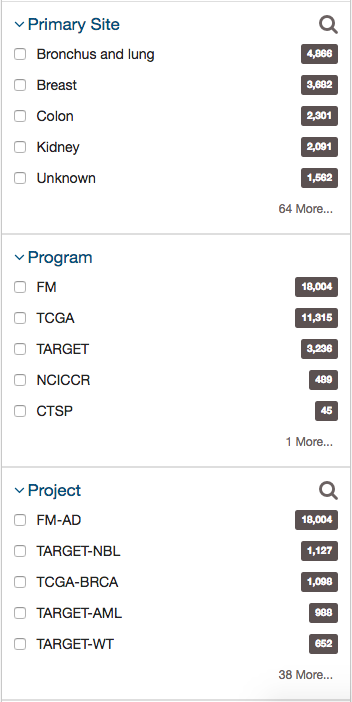 Primary Site
Bronchus and lung 4,866
Breast 3,682
Colon 2,301
Kidney 2,091
Unknown 1,562
64 More...
Program
FM 18,004
TCGA 11,315
TARGET 3,236
NCICCR 489
CTSP 45
1 More...
Project
FM-AD 18,004
TARGET-NBL 1,127
TCGA-BRCA 1,098
TARGET-AML 988
TARGET-WT 652
38 More...